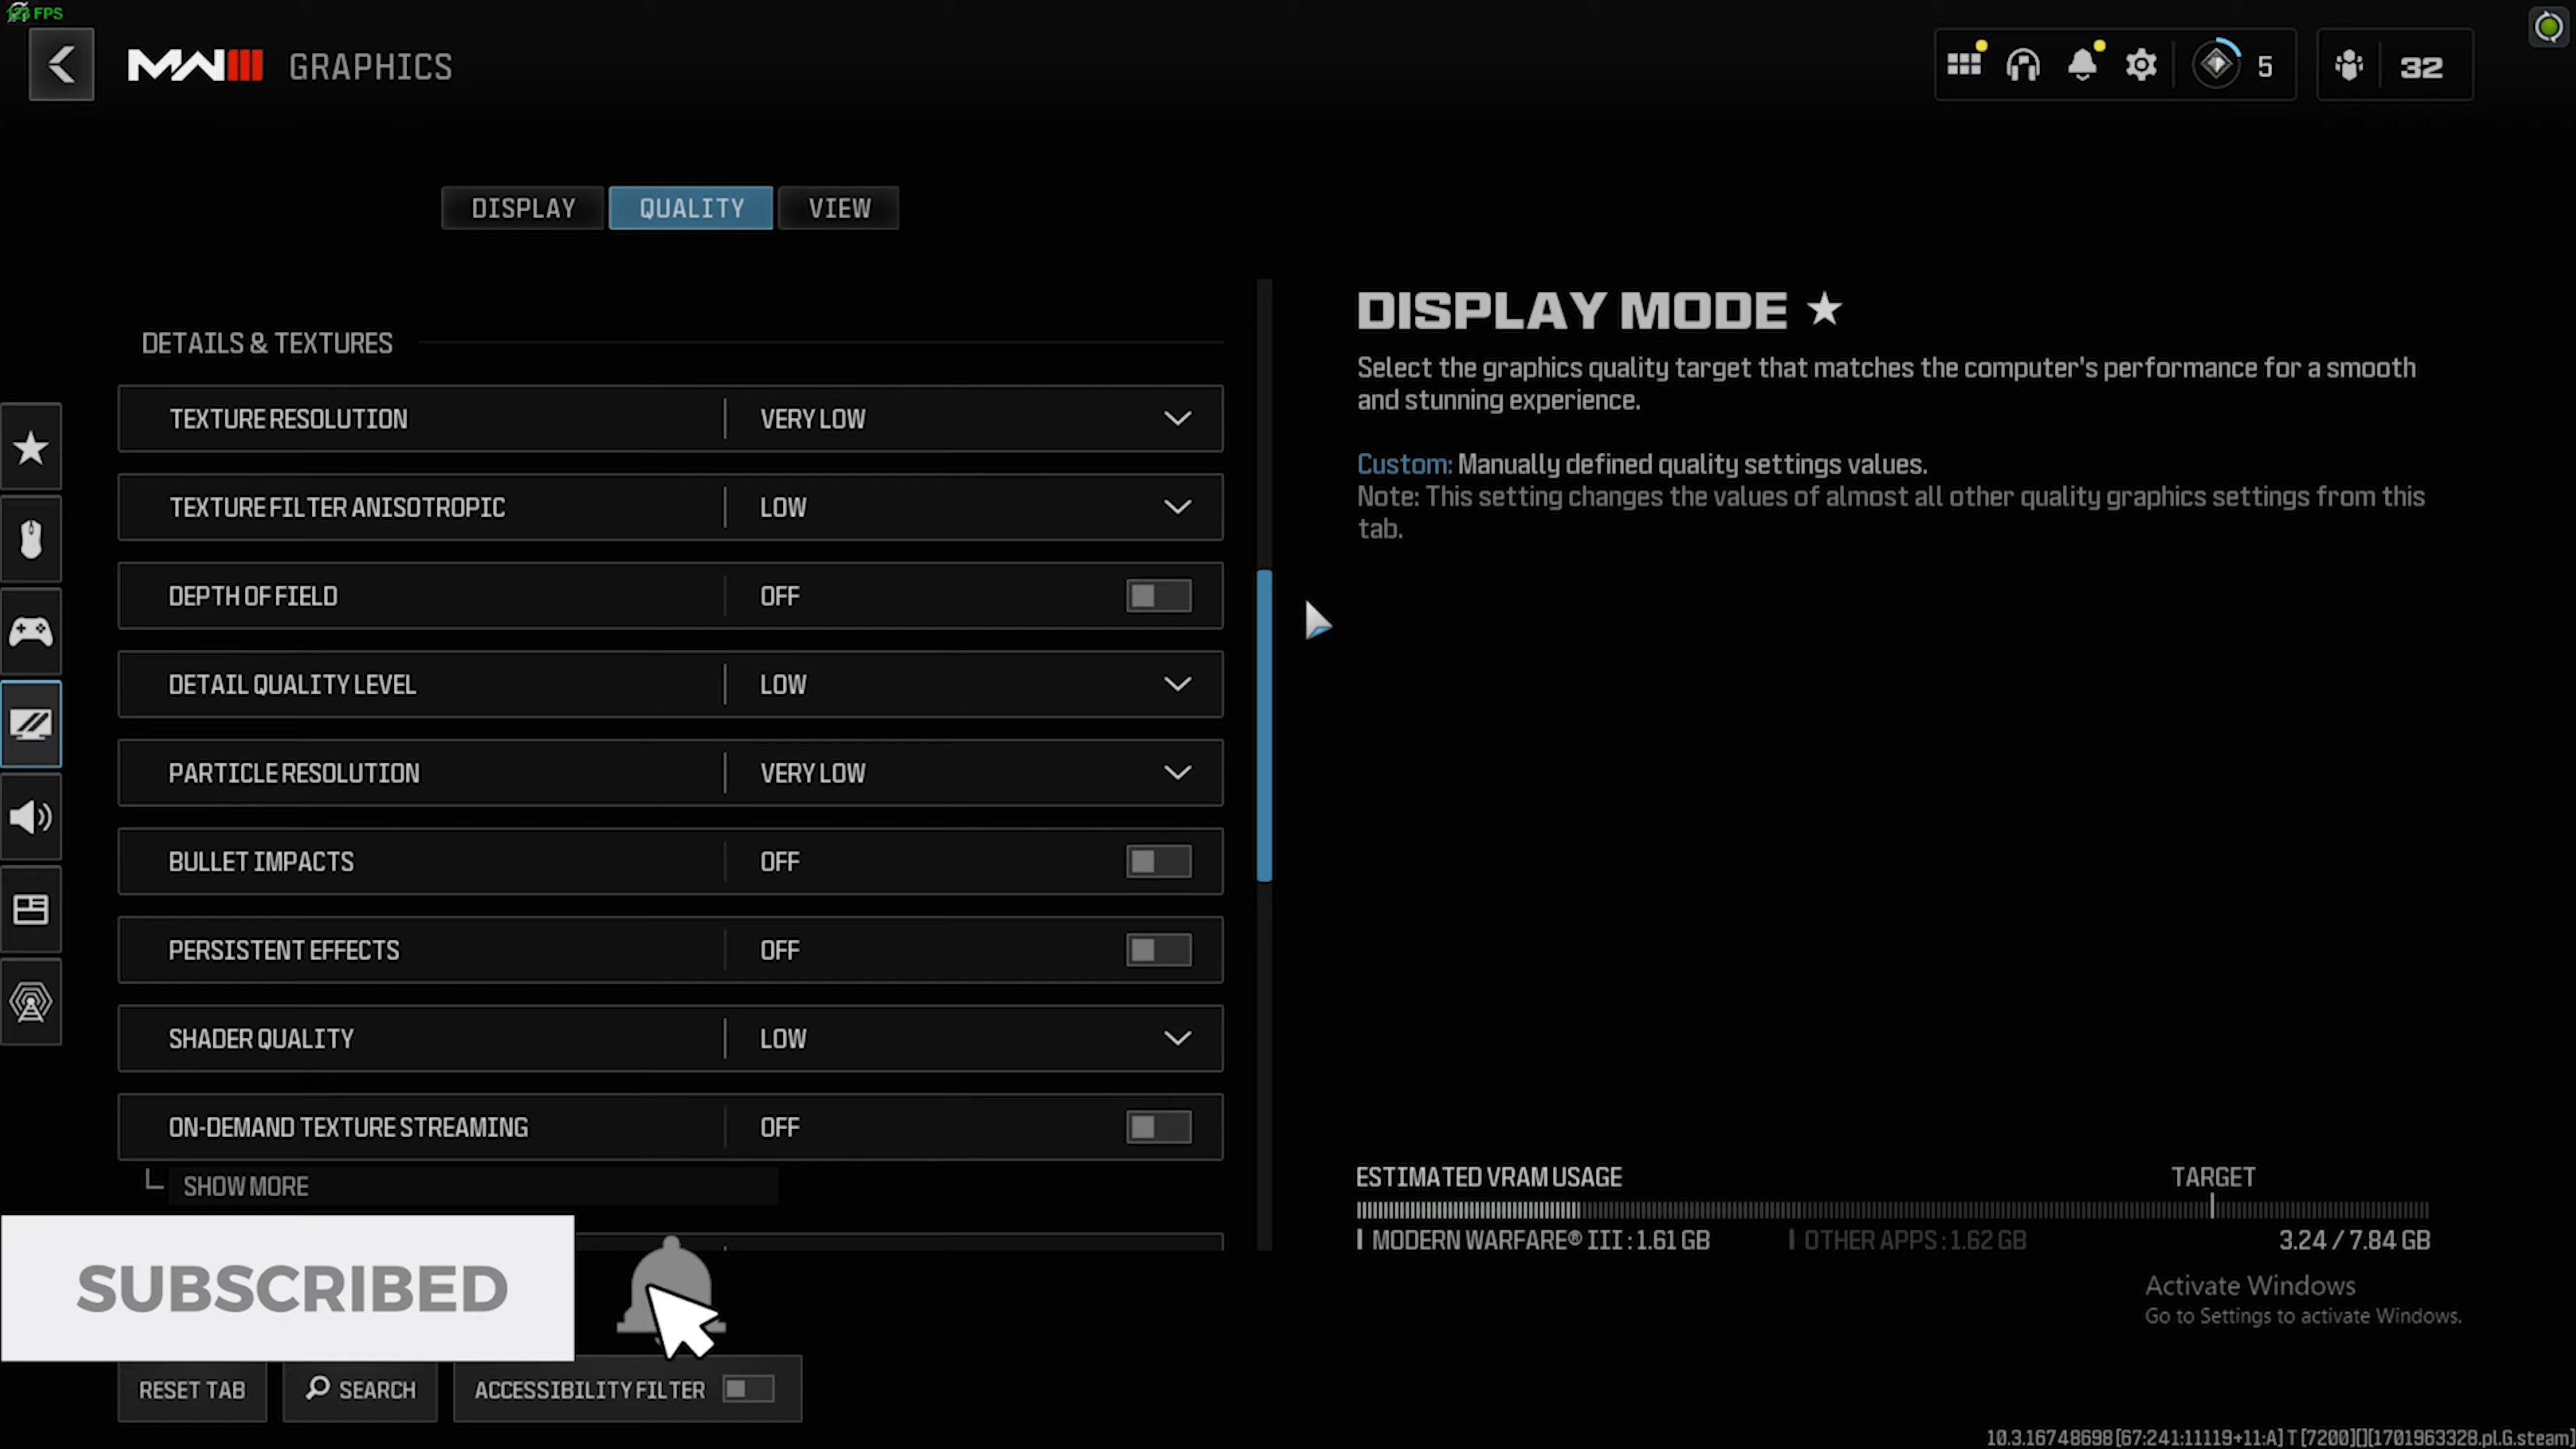 123 FPS
MWIII GRAPHICS
5
32
DISPLAY
QUALITY
VIEW
DETAILS & TEXTURES
TEXTURE RESOLUTION VERY LOW
TEXTURE FILTER ANISOTROPIC LOW
DEPTH OF FIELD OFF
DETAIL QUALITY LEVEL LOW
PARTICLE RESOLUTION VERY LOW
BULLET IMPACTS OFF
PERSISTENT EFFECTS OFF
SHADER QUALITY LOW
ON-DEMAND TEXTURE STREAMING OFF
SHOW MORE
SUBSCRIBED
RESET TAB
SEARCH
ACCESSIBILITY FILTER
DISPLAY MODE
Select the graphics quality target that matches the computer's performance for a smooth
and stunning experience.
Custom: Manually defined quality settings values.
Note: This setting changes the values of almost all other quality graphics settings from this
tab.
ESTIMATED VRAM USAGE TARGET
MODERN WARFARE® III : 1.61 GB OTHER APPS : 1.62 GB 3.24 / 7.84 GB
Activate Windows
Go to Settings to activate Windows.
10.3.16748698 [67:241:11119+11:A] T [7200][][1701963328.pl.G.steam]